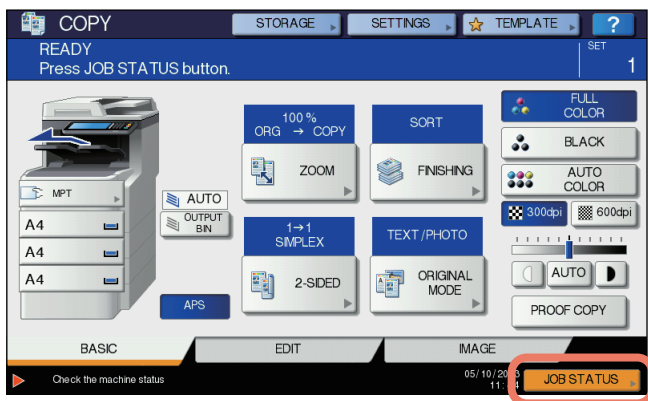 COPY
STORAGE
SETTINGS
TEMPLATE
?
READY
SET
Press JOB STATUS button.
1
100 %
ORG → COPY
SORT
FULL
COLOR
ZOOM
FINISHING
BLACK
MPT
AUTO
AUTO
COLOR
OUTPUT
BIN
300dpi
600dpi
A4
1→1
SIMPLEX
TEXT/PHOTO
A4
2-SIDED
ORIGINAL
MODE
AUTO
A4
APS
PROOF COPY
BASIC
EDIT
IMAGE
Check the machine status
JOB STATUS